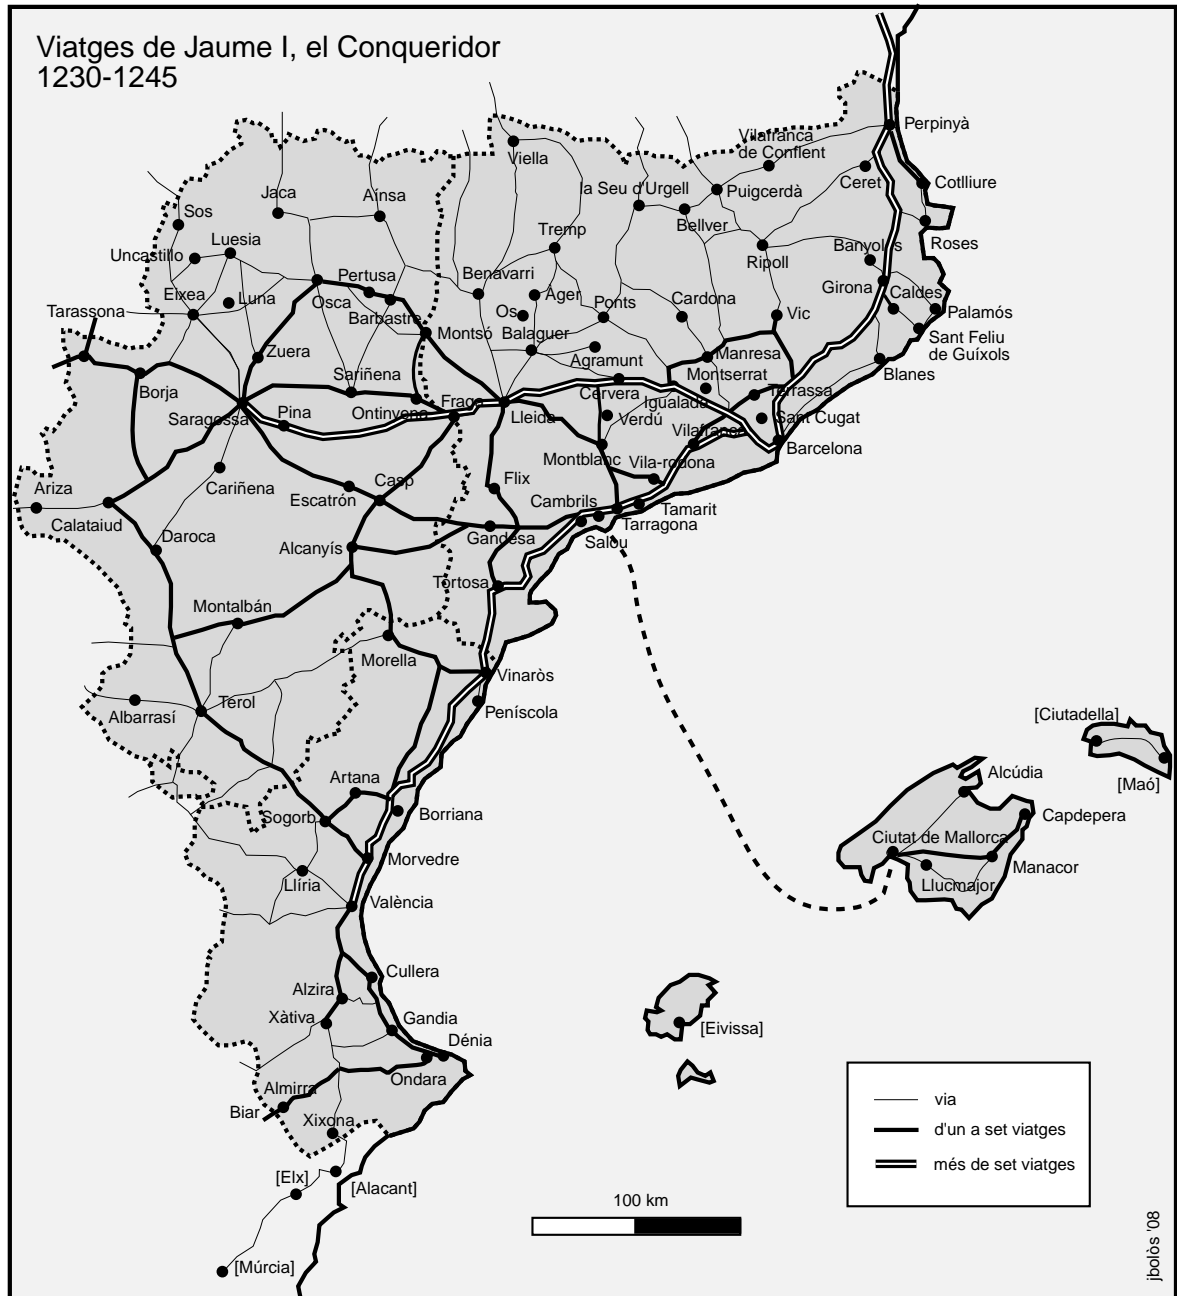 Viatges de Jaume I, el Conqueridor
1230-1245
Perpinyà
Vilafranca
de Conflent
Viella
Ceret
Cotlliure
la Seu d'Urgell
Puigcerdà
Jaca
Aínsa
Sos
Bellver
Roses
Tremp
Luesia
Banyoles
Uncastillo
Ripoll
Pertusa
Benavarri
Girona
Eixea
Luna
Osca
Àger
Ponts
Cardona
Caldes
Tarassona
Barbastre
Os
Vic
Palamós
Montsó
Balaguer
Sant Feliu
de Guíxols
Zuera
Agramunt
Manresa
Montserrat
Blanes
Borja
Sariñena
Cervera
Igualada
Terrassa
Saragossa
Pina
Ontinyena
Fraga
Lleida
Verdú
Vilafranca
Sant Cugat
Barcelona
Montblanc
Vila-rodona
Ariza
Cariñena
Escatrón
Casp
Flix
Cambrils
Tamarit
Calataiud
Tarragona
Daroca
Alcanyís
Gandesa
Salou
Tortosa
Montalbán
Morella
Vinaròs
Albarrasí
Terol
Peníscola
[Ciutadella]
Artana
Alcúdia
[Maó]
Sogorb
Borriana
Capdepera
Ciutat de Mallorca
Morvedre
Manacor
Llíria
Llucmajor
València
Cullera
Alzira
Xàtiva
Gandia
[Eivissa]
Dénia
Ondara
Almirra
Biar
Xixona
[Elx]
[Alacant]
[Múrcia]
via
d'un a set viatges
més de set viatges
100 km
jbolòs '08